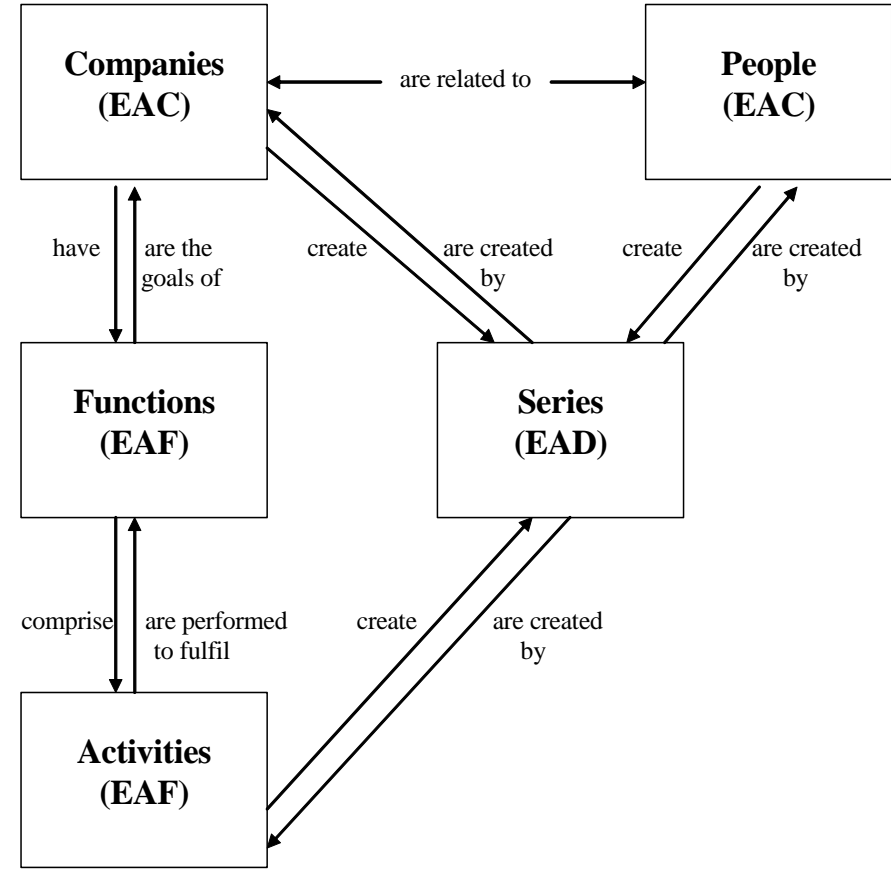 Companies
(EAC)
are related to
People
(EAC)
have
are the
goals of
create
are created
by
create
are created
by
Functions
(EAF)
Series
(EAD)
comprise
are performed
to fulfil
create
are created
by
Activities
(EAF)